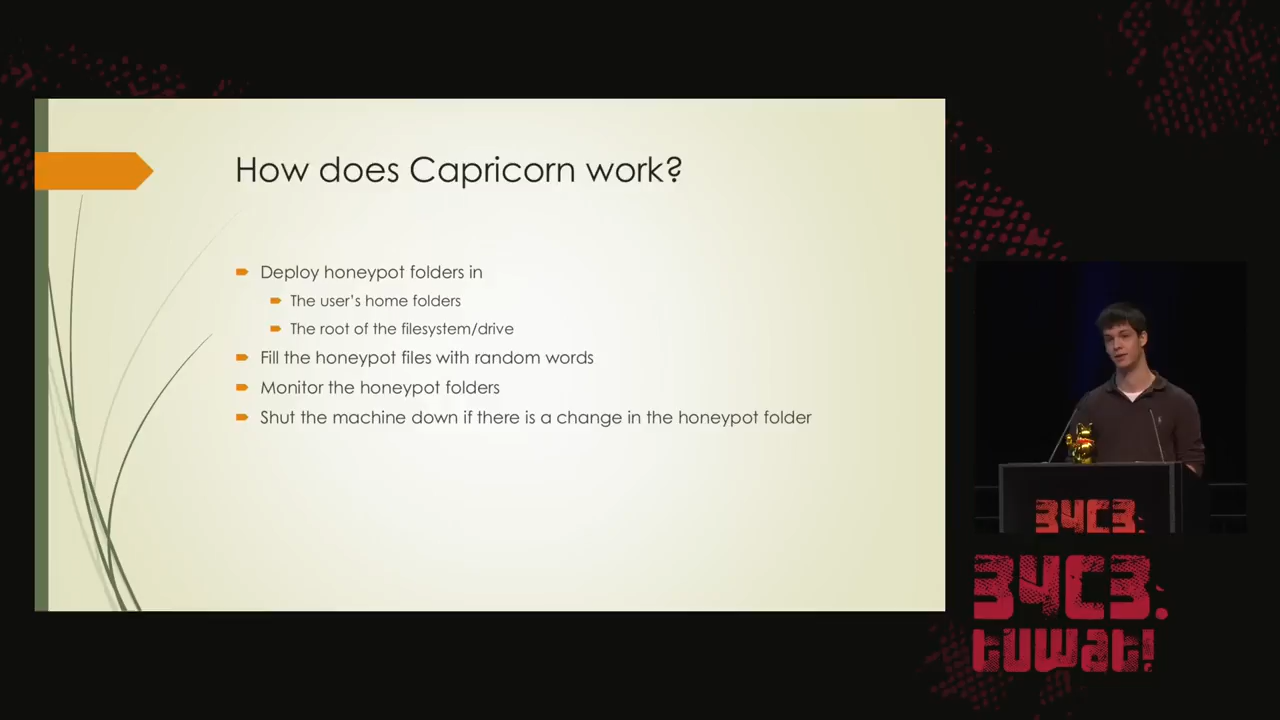 How does Capricorn work?
Deploy honeypot folders in
The user's home folders
The root of the filesystem/drive
Fill the honeypot files with random words
Monitor the honeypot folders
Shut the machine down if there is a change in the honeypot folder
34C3.
34C3.
tuwat!